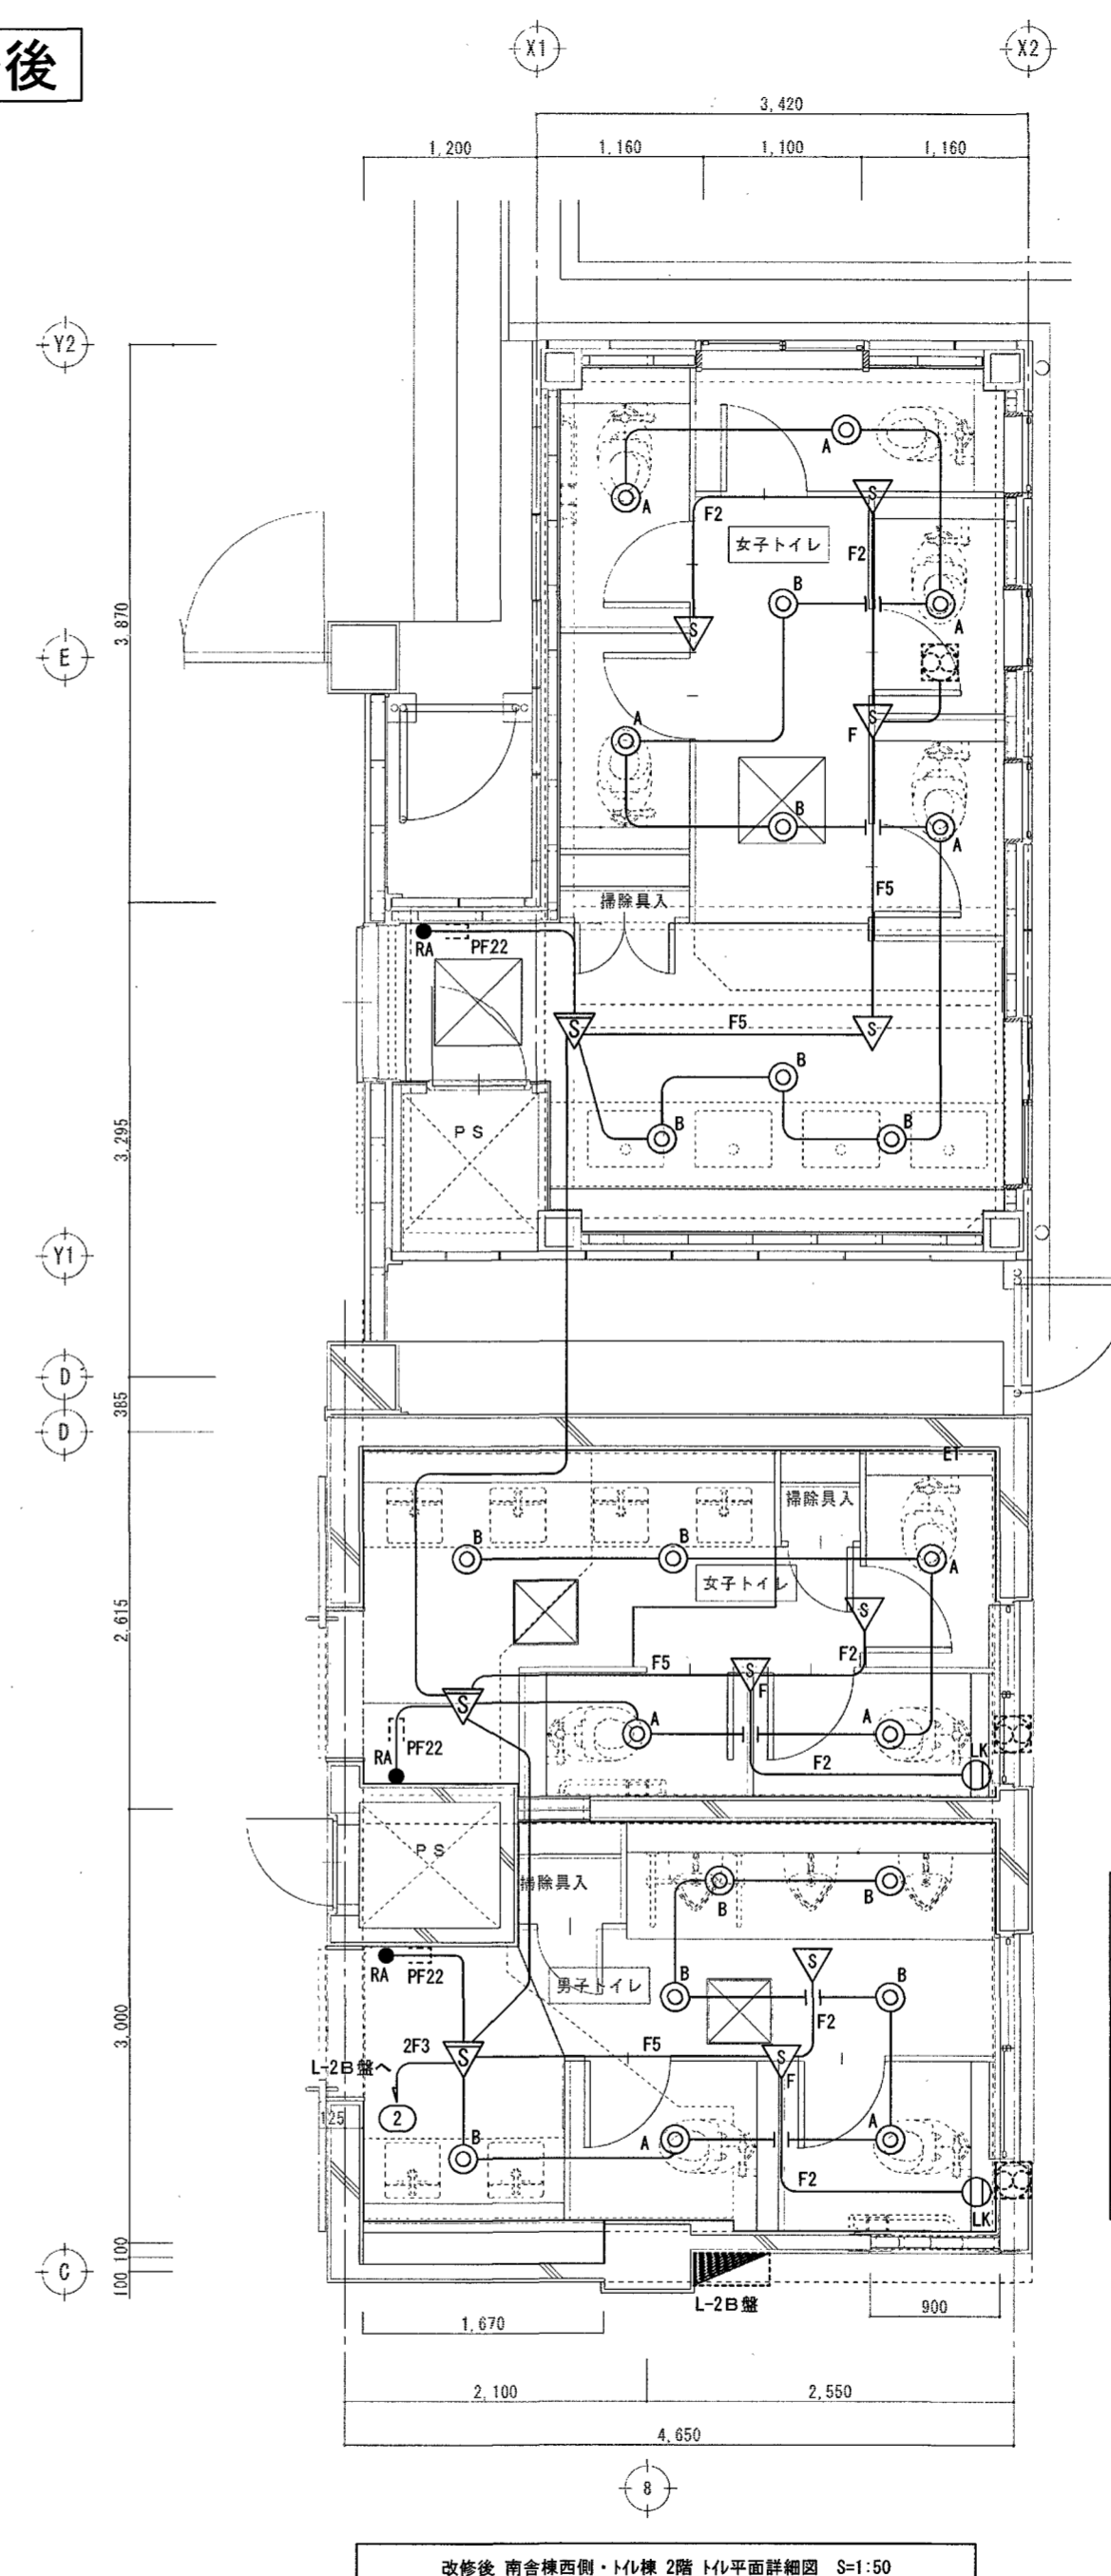 後
X1
X2
3,420
1,200
1,160
1,100
1,160
Y2
A
A
S
F2
女子トイレ
F2
B
A
3,870
S
E
A
S
F
B
A
F5
掃除具入
RA
PF22
S
F5
S
B
B
B
PS
3,295
Y1
D
385
D
ET
掃除具入
B
B
A
女子トイレ
S
2,615
F5
S
F
F2
S
A
A
RA
PF22
F2
LK
PS
掃除具入
B
B
RA
PF22
男子トイレ
S
B
B
F2
3,000
2F3
S
F5
S
F
L-2B盤へ
2
125
B
A
A
F2
LK
100
100
C
L-2B盤
900
1,670
2,100
2,550
4,650
8
改修後 南舎棟西側・トイレ棟 2階 トイレ平面詳細図 S=1:50